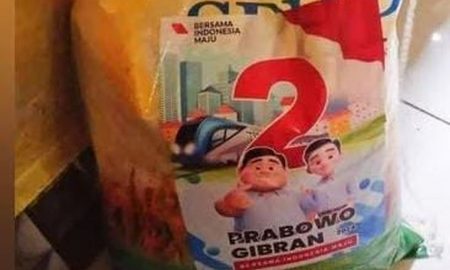 BERSAMA
INDONESIA
MAJU
2
PRABOWO
GIBRAN
BERSAMA INDONESIA MAJU